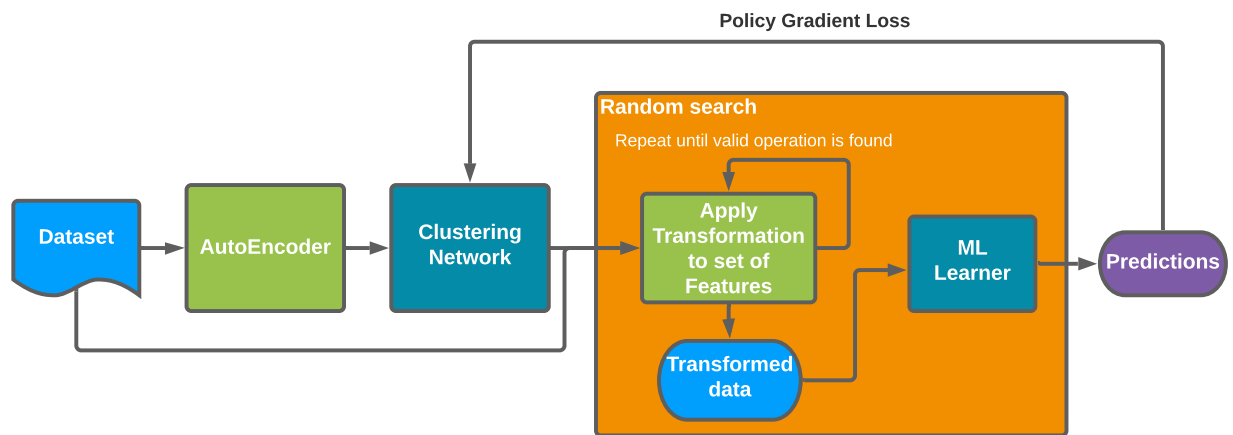 Policy Gradient Loss
Random search
Repeat until valid operation is found
Dataset
AutoEncoder
Clustering
Network
Apply
Transformation
to set of
Features
ML
Learner
Predictions
Transformed
data